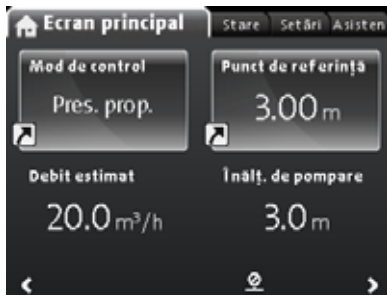 Ecran principal Stare Setări Asisten
Mod de control Punct de referință
Pres. prop. 3.00 m
Debit estimat Înălţ. de pompare
20.0 m³/h 3.0 m